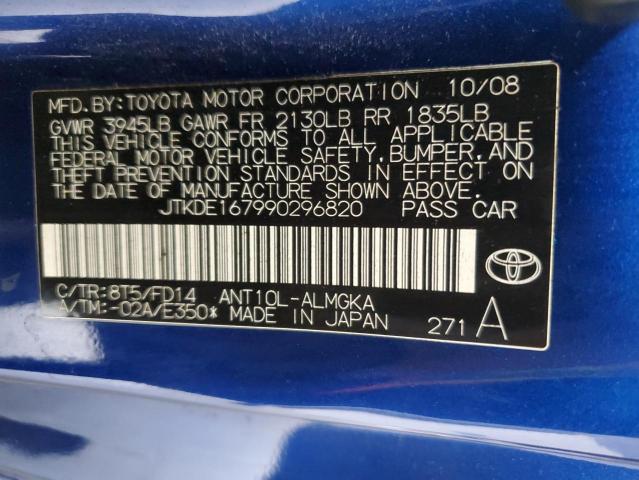 MFD.BY:TOYOTA MOTOR CORPORATION 10/08
GVWR 3945LB GAWR FR 2130LB RR 1835LB
THIS VEHICLE CONFORMS TO ALL APPLICABLE
FEDERAL MOTOR VEHICLE SAFETY,BUMPER,AND
THEFT PREVENTION STANDARDS IN EFFECT ON
THE DATE OF MANUFACTURE SHOWN ABOVE.
JTKDE167990296820 PASS CAR
C/TR:8T5/FD14 ANT10L-ALMGKA
A/TM:-02A/E350* MADE IN JAPAN 271 A